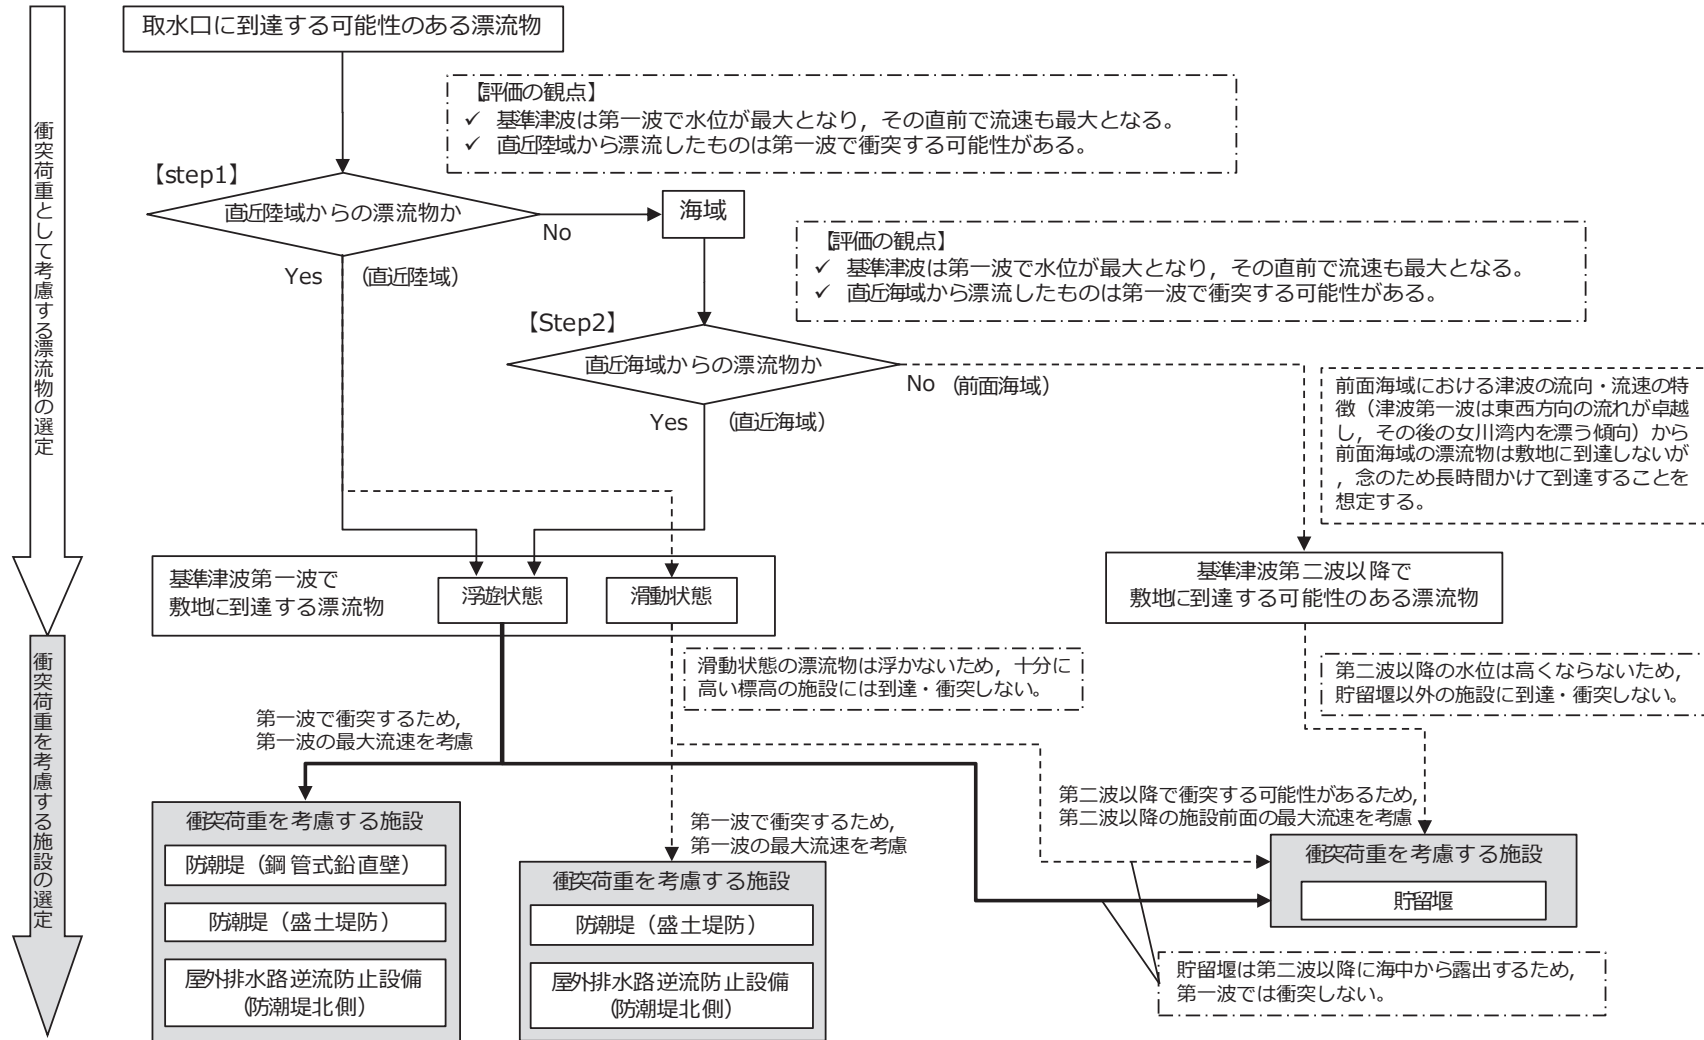 衝突荷重として考慮する漂流物の選定
衝突荷重を考慮する施設の選定
取水口に到達する可能性のある漂流物
【評価の観点】
✓ 基準津波は第一波で水位が最大となり，その直前で流速も最大となる。
✓ 直近陸域から漂流したものは第一波で衝突する可能性がある。
【step1】
直近陸域からの漂流物か
No
海域
Yes (直近陸域)
【評価の観点】
✓ 基準津波は第一波で水位が最大となり，その直前で流速も最大となる。
✓ 直近海域から漂流したものは第一波で衝突する可能性がある。
【Step2】
直近海域からの漂流物か
No (前面海域)
Yes (直近海域)
前面海域における津波の流向・流速の特
徴（津波第一波は東西方向の流れが卓越
し，その後の女川湾内を漂う傾向）から
前面海域の漂流物は敷地に到達しないが
，念のため長時間かけて到達することを
想定する。
基準津波第一波で
敷地に到達する漂流物
浮遊状態
滑動状態
基準津波第二波以降で
敷地に到達する可能性のある漂流物
滑動状態の漂流物は浮かないため，十分に
高い標高の施設には到達・衝突しない。
第二波以降の水位は高くならないため，
貯留堰以外の施設に到達・衝突しない。
第一波で衝突するため，
第一波の最大流速を考慮
第一波で衝突するため，
第一波の最大流速を考慮
第二波以降で衝突する可能性があるため，
第二波以降の施設前面の最大流速を考慮
衝突荷重を考慮する施設
防潮堤（鋼管式鉛直壁）
防潮堤（盛土堤防）
屋外排水路逆流防止設備
(防潮堤北側)
衝突荷重を考慮する施設
防潮堤（盛土堤防）
屋外排水路逆流防止設備
(防潮堤北側)
衝突荷重を考慮する施設
貯留堰
貯留堰は第二波以降に海中から露出するため，
第一波では衝突しない。